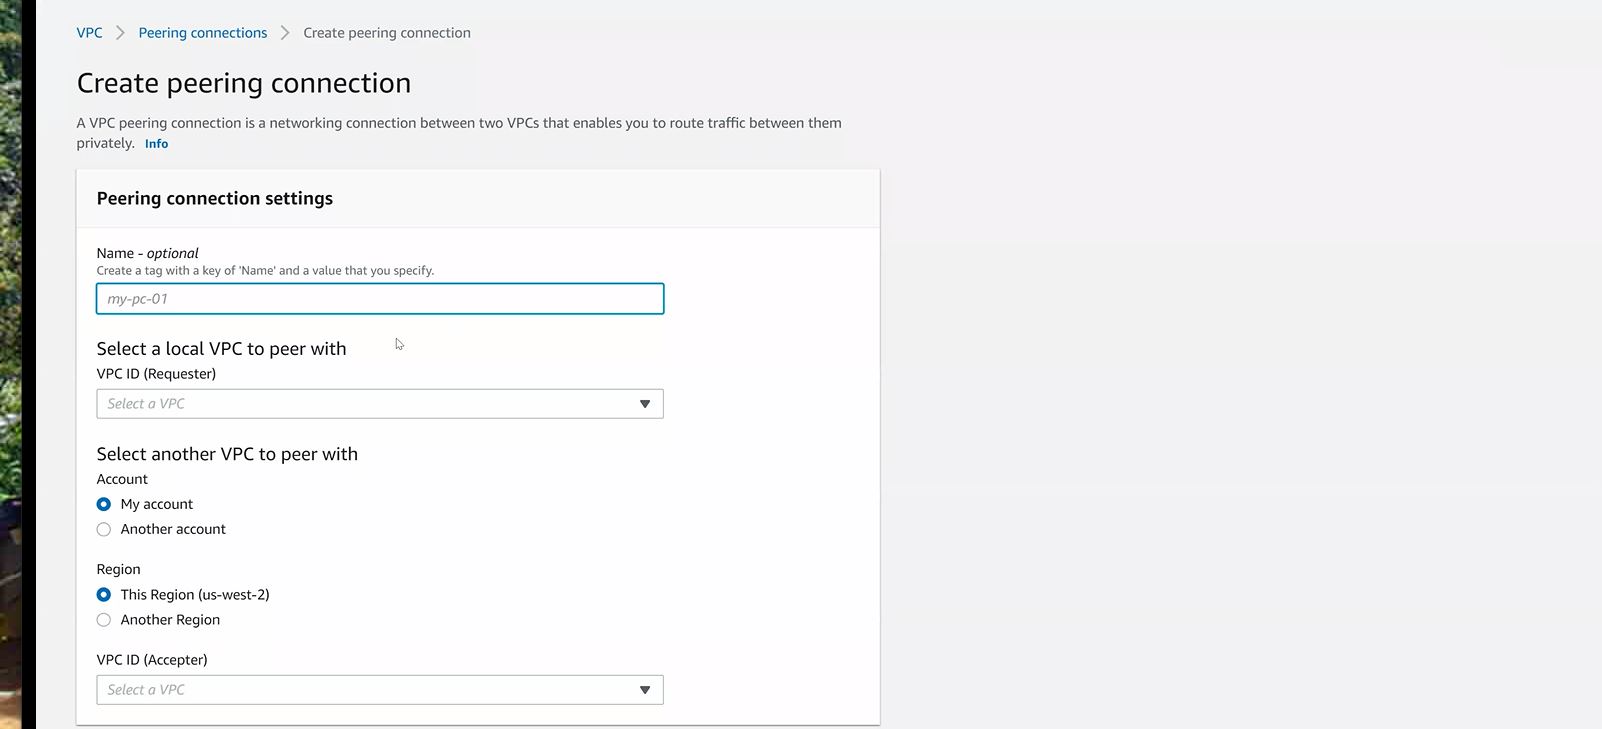 VPC > Peering connections > Create peering connection
Create peering connection
A VPC peering connection is a networking connection between two VPCs that enables you to route traffic between them
privately. Info
Peering connection settings
Name - optional
Create a tag with a key of 'Name' and a value that you specify.
my-pc-01
Select a local VPC to peer with
VPC ID (Requester)
Select a VPC
Select another VPC to peer with
Account
My account
Another account
Region
This Region (us-west-2)
Another Region
VPC ID (Accepter)
Select a VPC